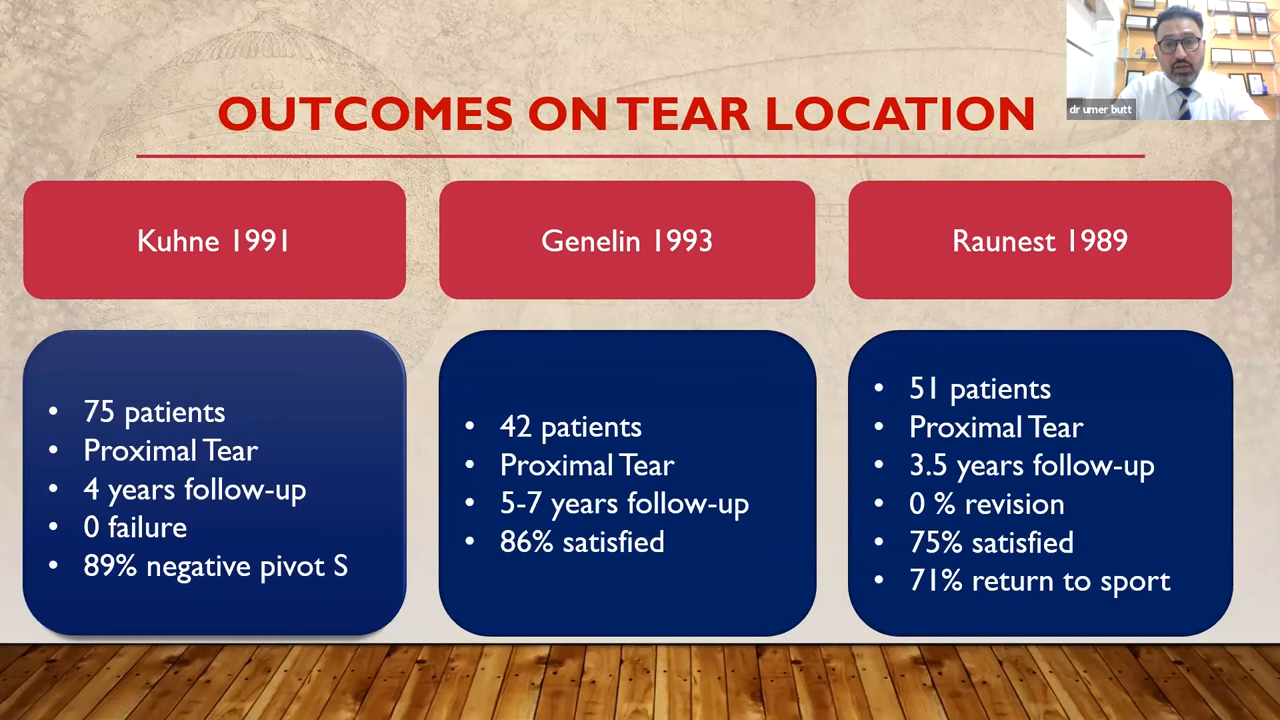 OUTCOMES ON TEAR LOCATION
dr umer butt
Kuhne 1991
Genelin 1993
Raunest 1989
• 75 patients
• Proximal Tear
• 4 years follow-up
• 0 failure
• 89% negative pivot S
• 42 patients
• Proximal Tear
• 5-7 years follow-up
• 86% satisfied
• 51 patients
• Proximal Tear
• 3.5 years follow-up
• 0 % revision
• 75% satisfied
• 71% return to sport